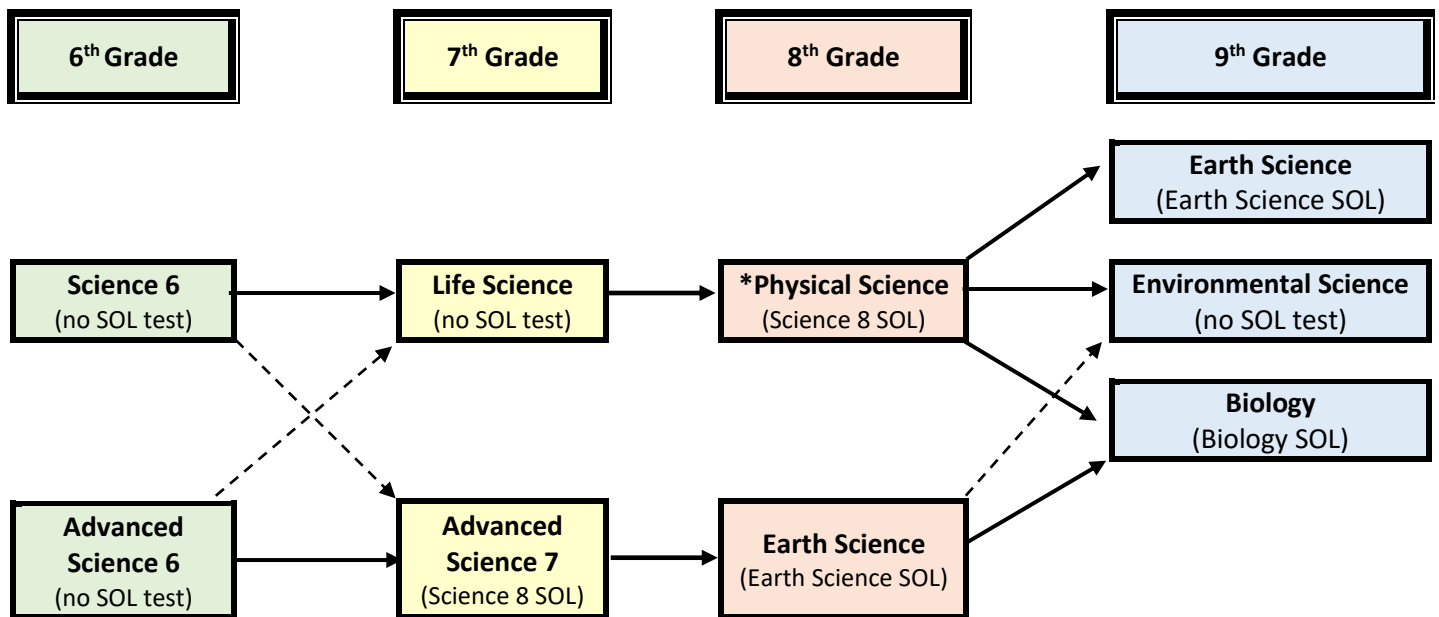 6th Grade
7th Grade
8th Grade
9th Grade
Earth Science
(Earth Science SOL)
Science 6
(no SOL test)
Life Science
(no SOL test)
*Physical Science
(Science 8 SOL)
Environmental Science
(no SOL test)
Biology
(Biology SOL)
Advanced
Science 6
(no SOL test)
Advanced
Science 7
(Science 8 SOL)
Earth Science
(Earth Science SOL)